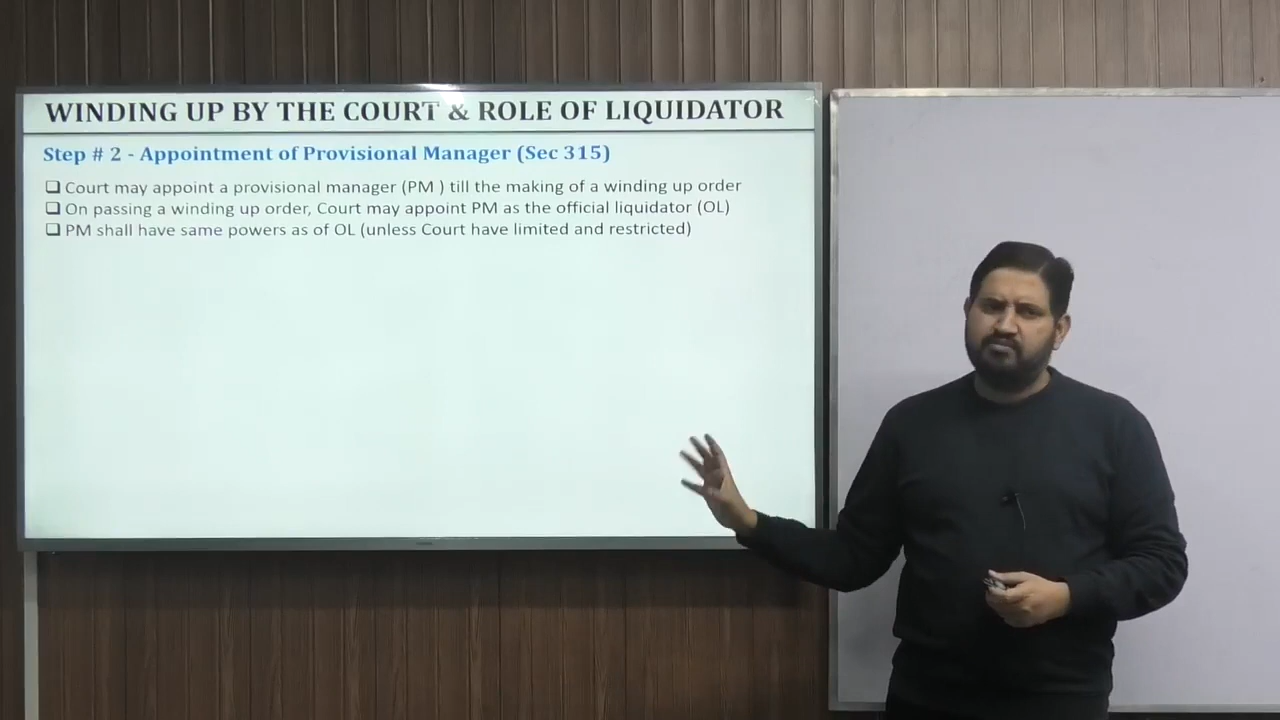 WINDING UP BY THE COURT & ROLE OF LIQUIDATOR
Step # 2 - Appointment of Provisional Manager (Sec 315)
❑ Court may appoint a provisional manager (PM ) till the making of a winding up order
❑ On passing a winding up order, Court may appoint PM as the official liquidator (OL)
❑ PM shall have same powers as of OL (unless Court have limited and restricted)